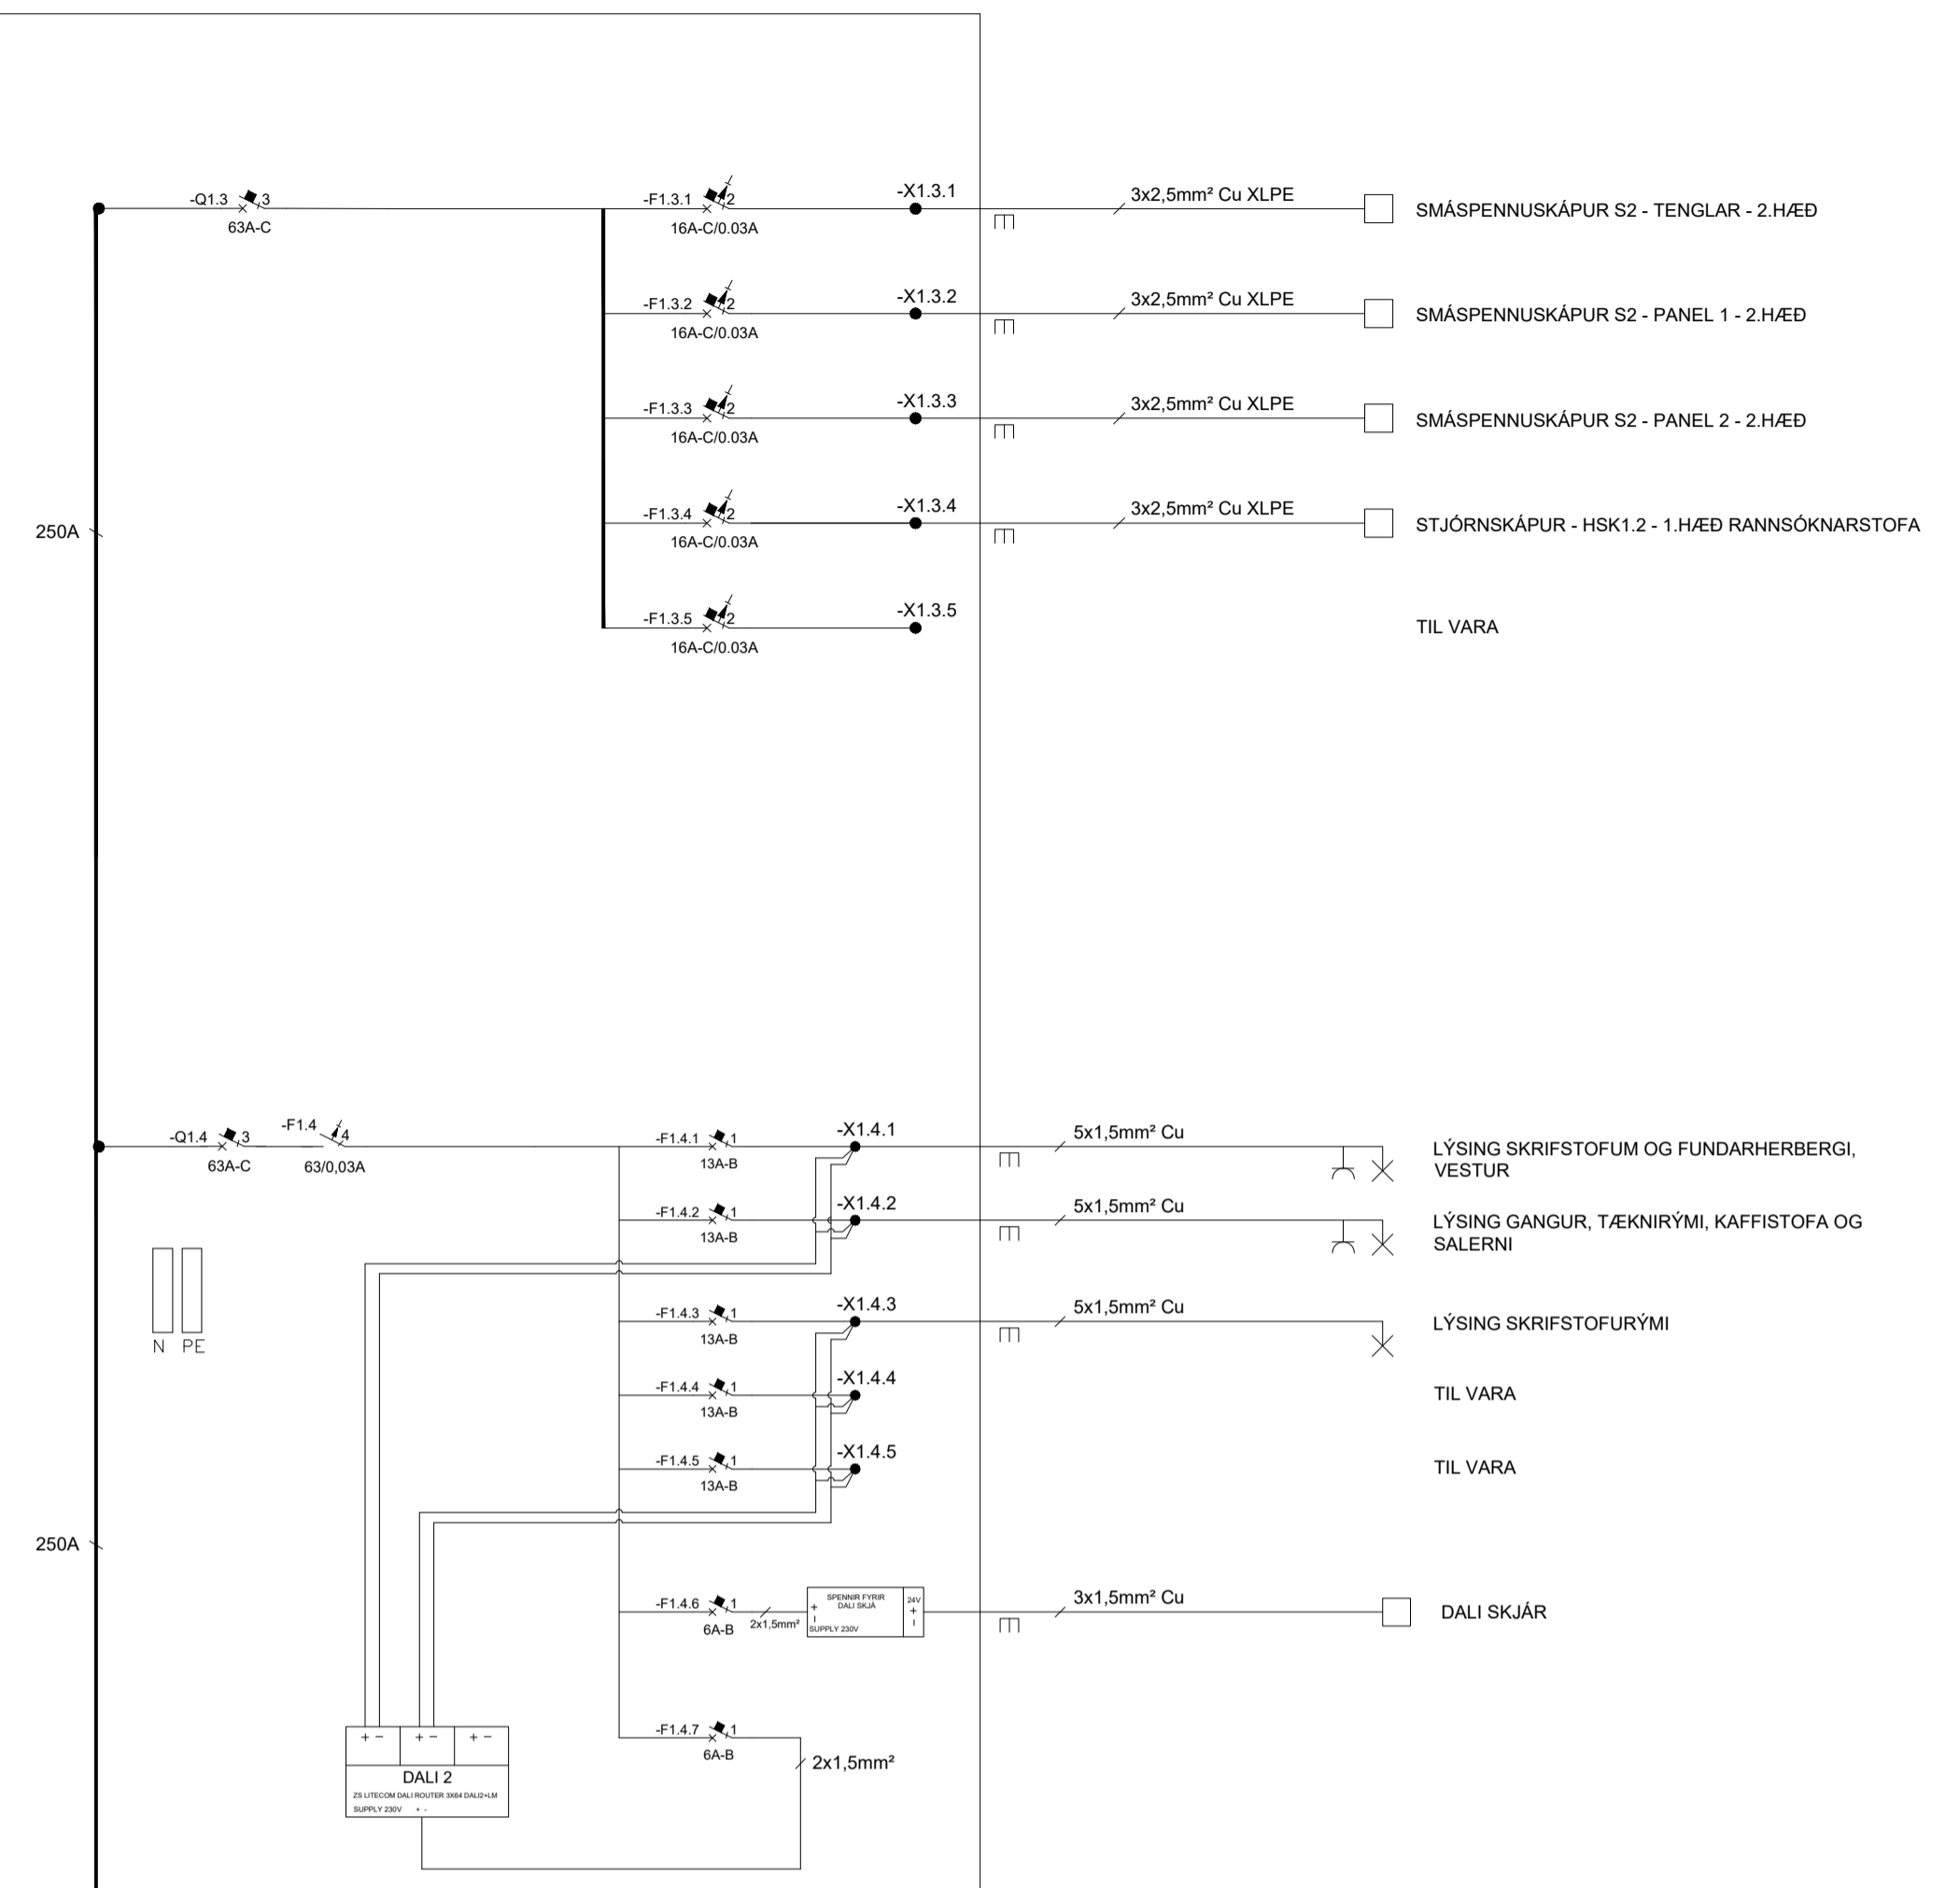 -Q1.3
3
63A-C
-F1.3.1
2
16A-C/0.03A
-X1.3.1
3x2,5mm² Cu XLPE
SMÁSPENNUSKÁPUR S2 - TENGLAR - 2.HÆÐ
-F1.3.2
2
16A-C/0.03A
-X1.3.2
3x2,5mm² Cu XLPE
SMÁSPENNUSKÁPUR S2 - PANEL 1 - 2.HÆÐ
-F1.3.3
2
16A-C/0.03A
-X1.3.3
3x2,5mm² Cu XLPE
SMÁSPENNUSKÁPUR S2 - PANEL 2 - 2.HÆÐ
250A
-F1.3.4
2
16A-C/0.03A
-X1.3.4
3x2,5mm² Cu XLPE
STJÓRNSKÁPUR - HSK1.2 - 1.HÆÐ RANNSÓKNARSTOFA
-F1.3.5
2
16A-C/0.03A
-X1.3.5
TIL VARA
-Q1.4
3
63A-C
-F1.4
4
63/0,03A
-F1.4.1
1
13A-B
-X1.4.1
5x1,5mm² Cu
LÝSING SKRIFSTOFUM OG FUNDARHERBERGI,
VESTUR
-F1.4.2
1
13A-B
-X1.4.2
5x1,5mm² Cu
LÝSING GANGUR, TÆKNIRÝMI, KAFFISTOFA OG
SALERNI
N PE
-F1.4.3
1
13A-B
-X1.4.3
5x1,5mm² Cu
LÝSING SKRIFSTOFURÝMI
-F1.4.4
1
13A-B
-X1.4.4
TIL VARA
-F1.4.5
1
13A-B
-X1.4.5
TIL VARA
250A
-F1.4.6
1
6A-B
2x1,5mm²
SPENNIR FYRIR
DALI SKJÁ
+
-
SUPPLY 230V
24V
+
-
3x1,5mm² Cu
DALI SKJÁR
-F1.4.7
1
6A-B
2x1,5mm²
+ - + - + -
DALI 2
ZS LITECOM DALI ROUTER 3X64 DALI2+LM
SUPPLY 230V + -